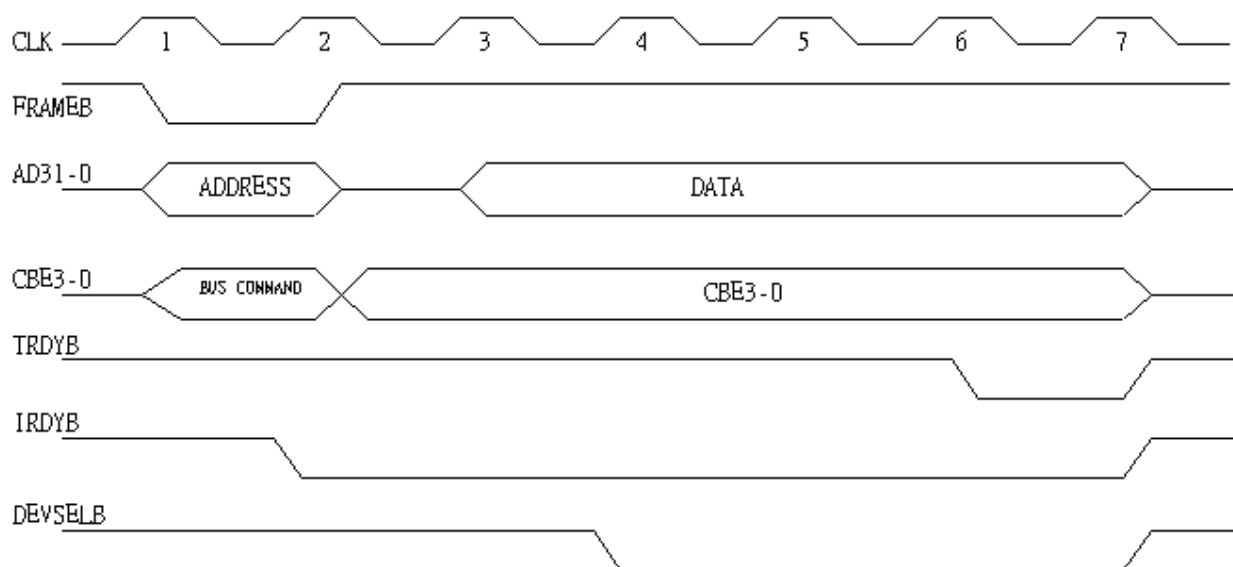 CLK 1 2 3 4 5 6 7
FRAMEB
AD31-0 ADDRESS DATA
CBE3-0 BUS COMMAND CBE3-0
TRDYB
IRDYB
DEVSELB